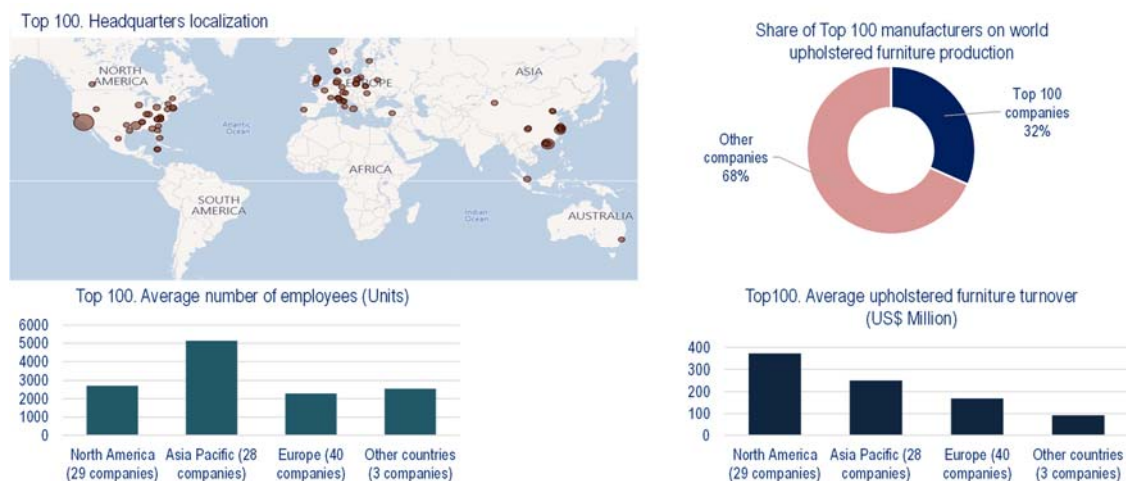 Top 100. Headquarters localization
NORTH
AMERICA
EUROPE
ASIA
Atlantic
Ocean
AFRICA
SOUTH
AMERICA
Indian
Ocean
AUSTRALIA
Share of Top 100 manufacturers on world
upholstered furniture production
Top 100
companies
32%
Other
companies
68%
Top 100. Average number of employees (Units)
6000
5000
4000
3000
2000
1000
0
North America
(29 companies)
Asia Pacific (28
companies)
Europe (40
companies)
Other countries
(3 companies)
Top100. Average upholstered furniture turnover
(US$ Million)
400
300
200
100
0
North America
(29 companies)
Asia Pacific (28
companies)
Europe (40
companies)
Other countries
(3 companies)